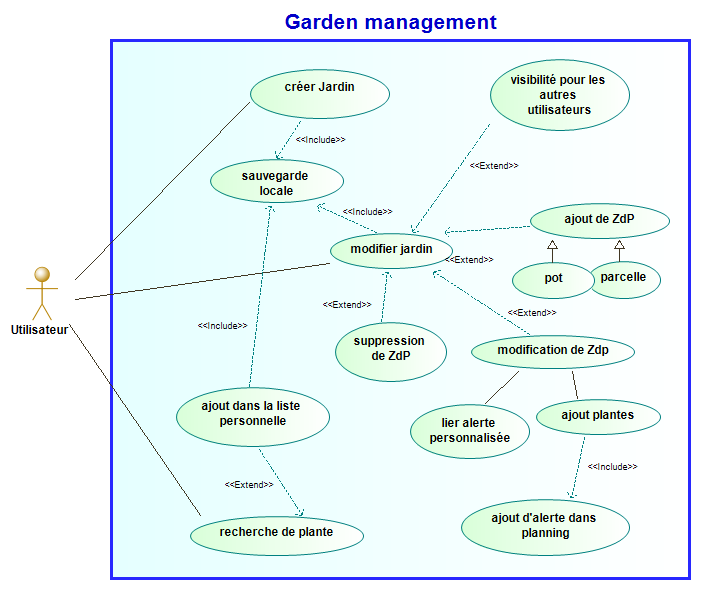 Garden management
créer Jardin
visibilité pour les
autres
utilisateurs
<<Include>>
<<Extend>>
sauvegarde
locale
<<Include>>
ajout de ZdP
modifier jardin
<<Extend>>
pot
parcelle
Utilisateur
<<Extend>>
<<Extend>>
<<Include>>
suppression
de ZdP
modification de Zdp
ajout dans la liste
personnelle
lier alerte
personnalisée
ajout plantes
<<Include>>
<<Extend>>
recherche de plante
ajout d'alerte dans
planning